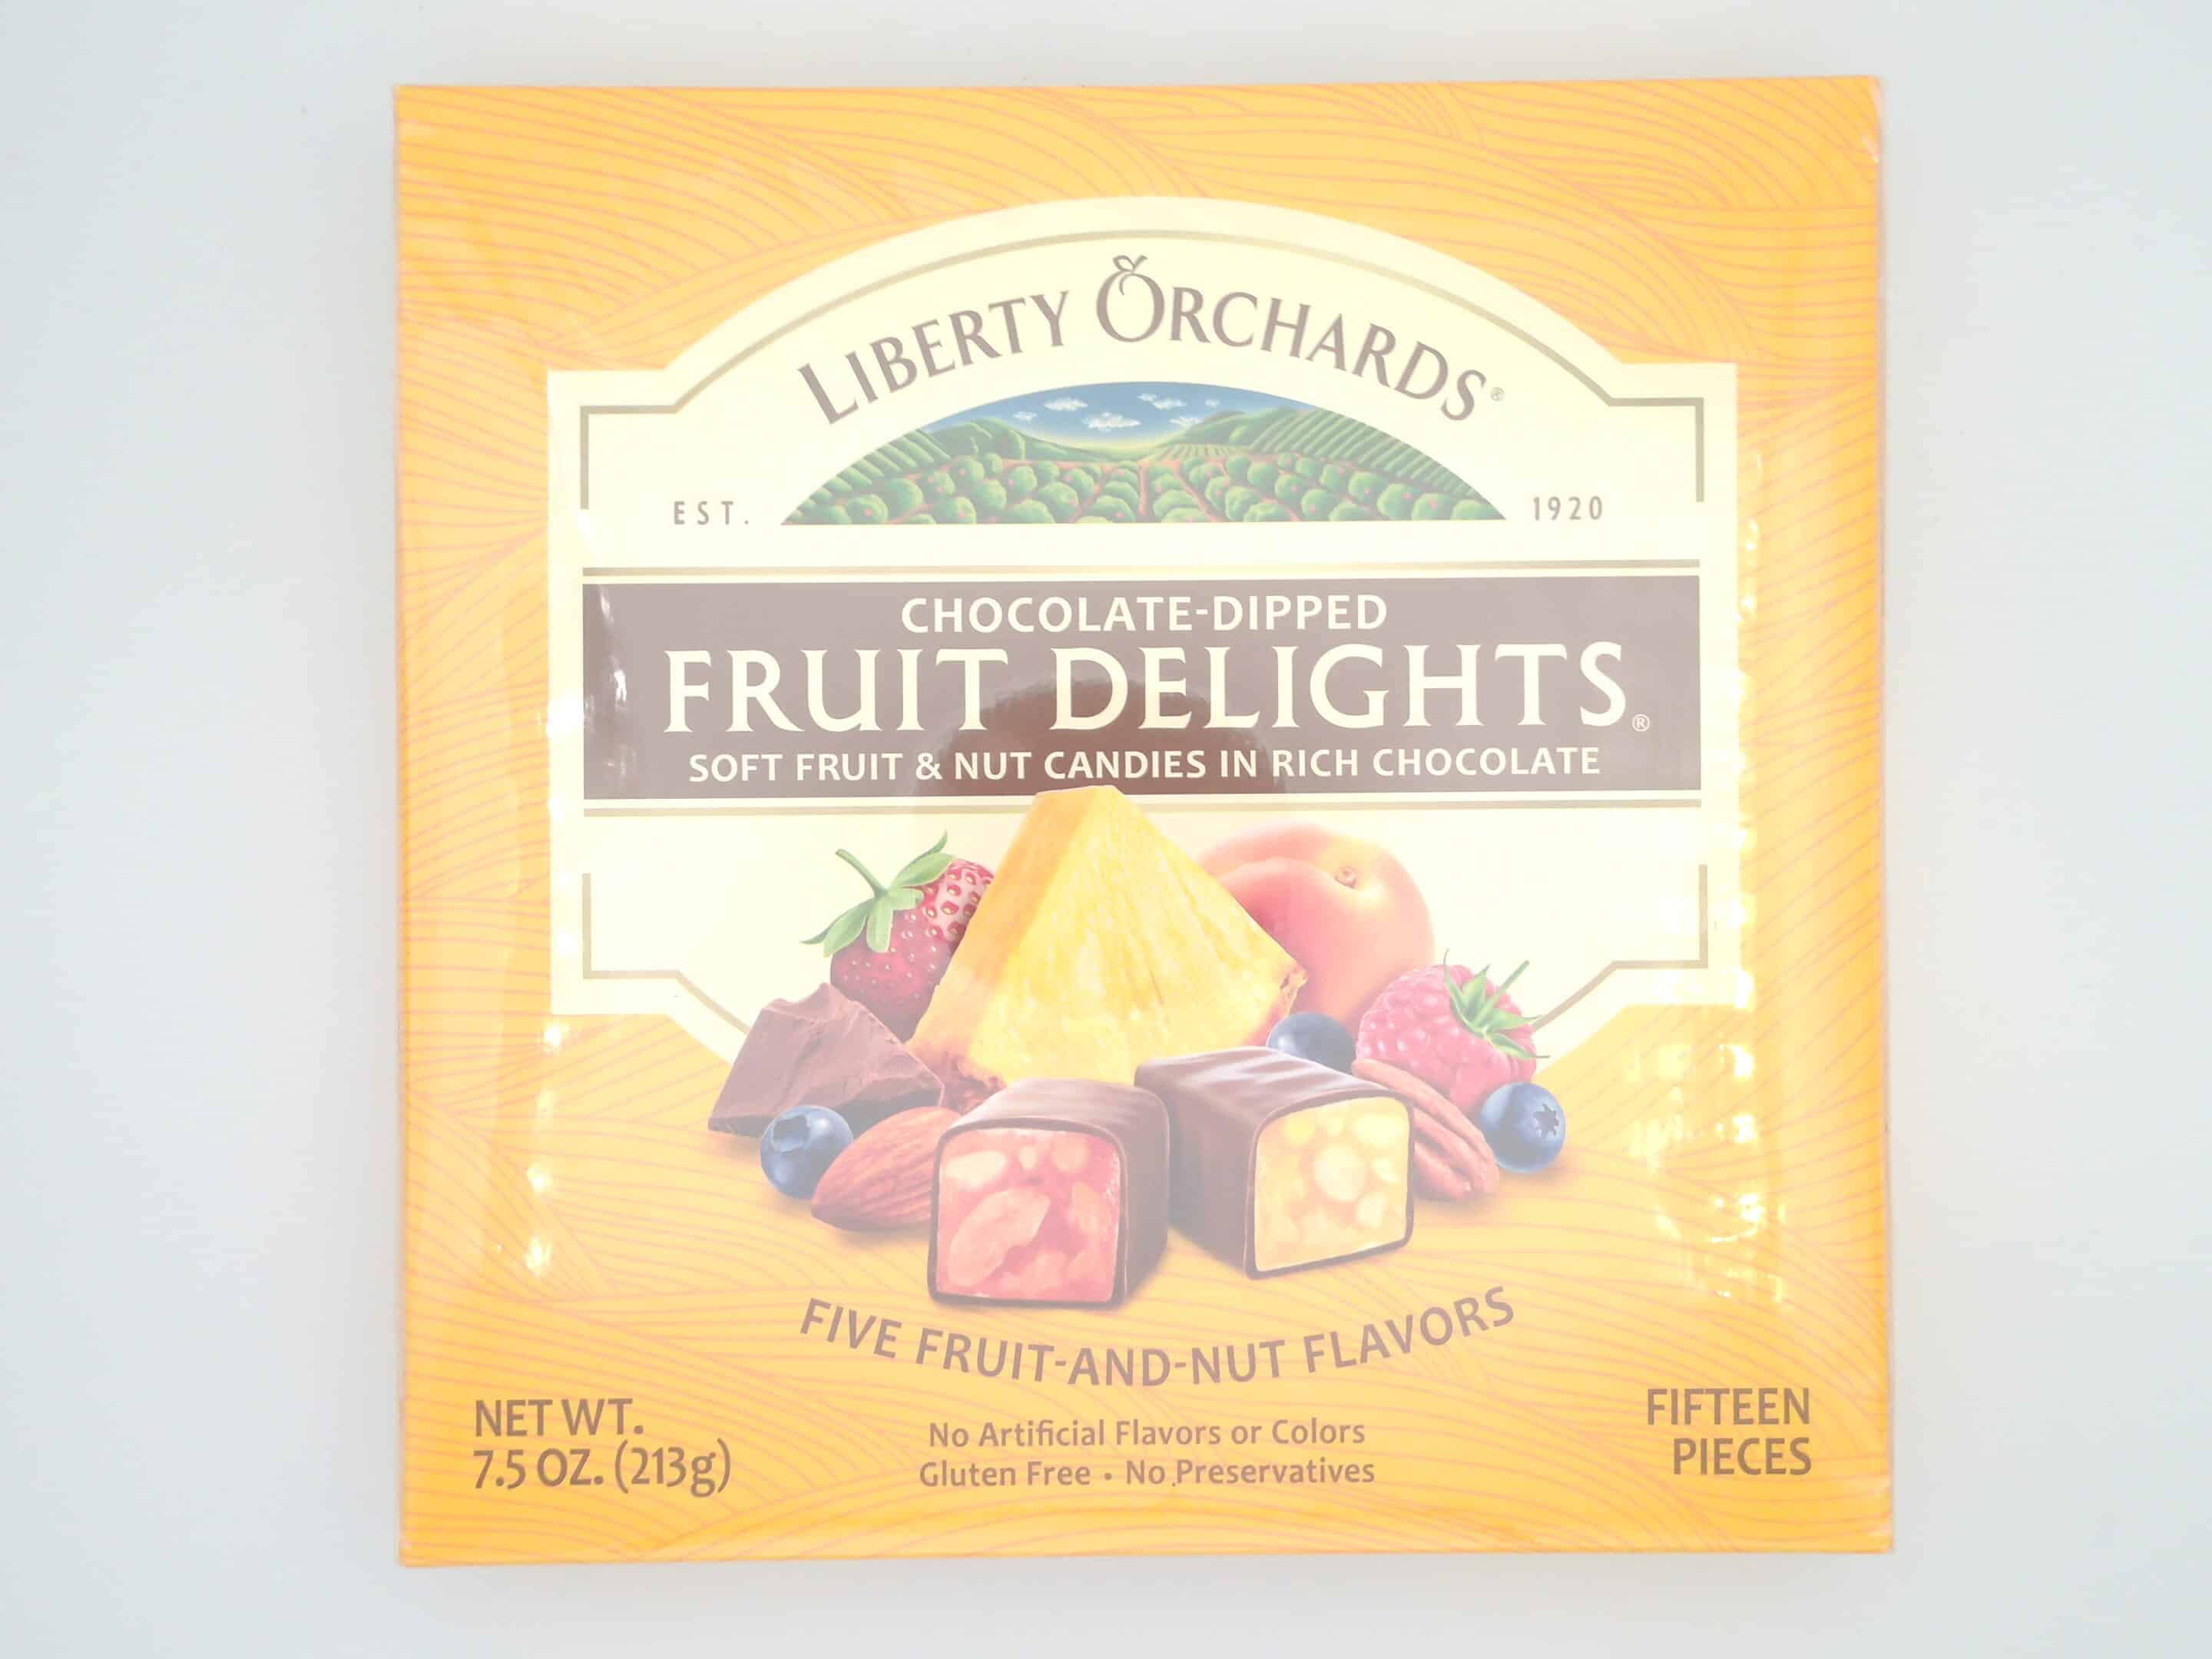 LIBERTY ORCHARDS®
EST. 1920
CHOCOLATE-DIPPED
FRUIT DELIGHTS®
SOFT FRUIT & NUT CANDIES IN RICH CHOCOLATE
FIVE FRUIT-AND-NUT FLAVORS
NET WT.
7.5 OZ. (213g)
No Artificial Flavors or Colors
Gluten Free • No Preservatives
FIFTEEN
PIECES